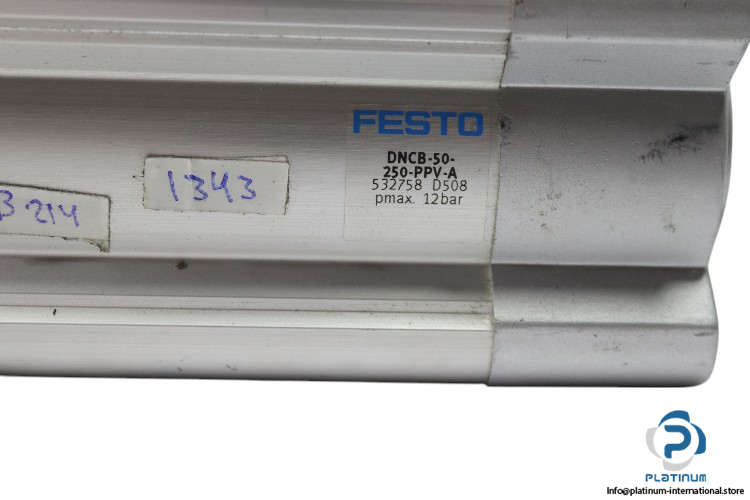 FESTO
DNCB-50-
250-PPV-A
532758 D508
pmax. 12bar
1343
3 214
PLATINUM
Info@platinum-international.store